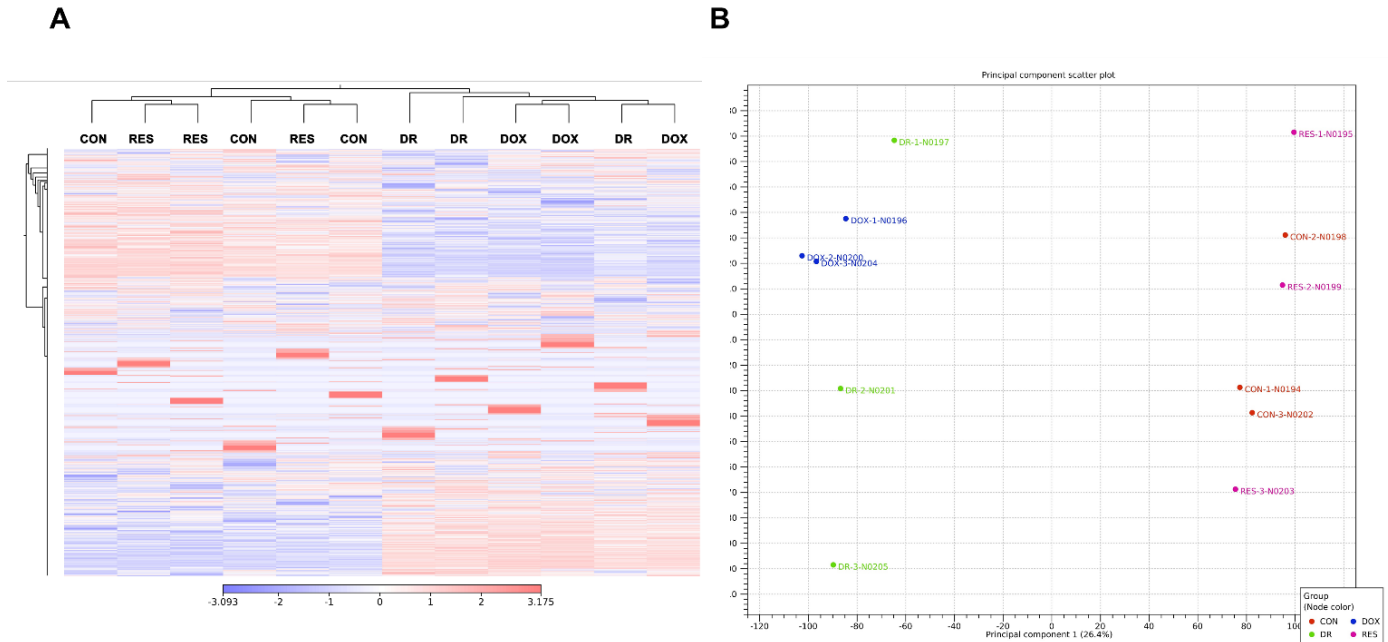 A
B
CON RES RES CON RES CON DR DR DOX DOX DR DOX
-3.093 -2 -1 0 1 2 3.175
Principal component scatter plot
RES-1-N0195
DR-1-N0197
DOX-1-N0196
CON-2-N0198
DOX-2-N0200
DOX-3-N0204
RES-2-N0199
DR-2-N0201
CON-1-N0194
CON-3-N0202
RES-3-N0203
DR-3-N0205
-120 -100 -80 -60 -40 -20 0 20 40 60 80
Principal component 1 (26.4%)
Group
(Node color)
CON DOX
DR RES